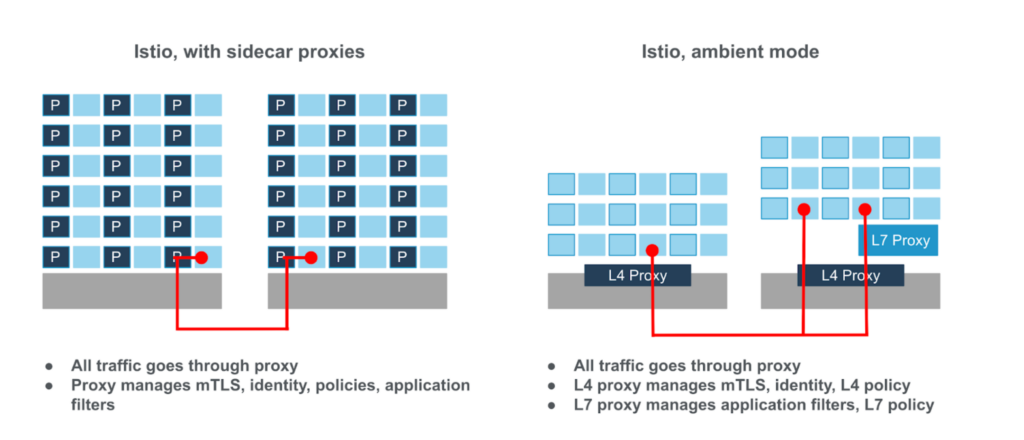 Istio, with sidecar proxies
P P P P P P
P P P P P P
P P P P P P
P P P P P P
P P P P P P
P P P P P P
● All traffic goes through proxy
● Proxy manages mTLS, identity, policies, application
filters
Istio, ambient mode
L7 Proxy
L4 Proxy
L4 Proxy
● All traffic goes through proxy
● L4 proxy manages mTLS, identity, L4 policy
● L7 proxy manages application filters, L7 policy